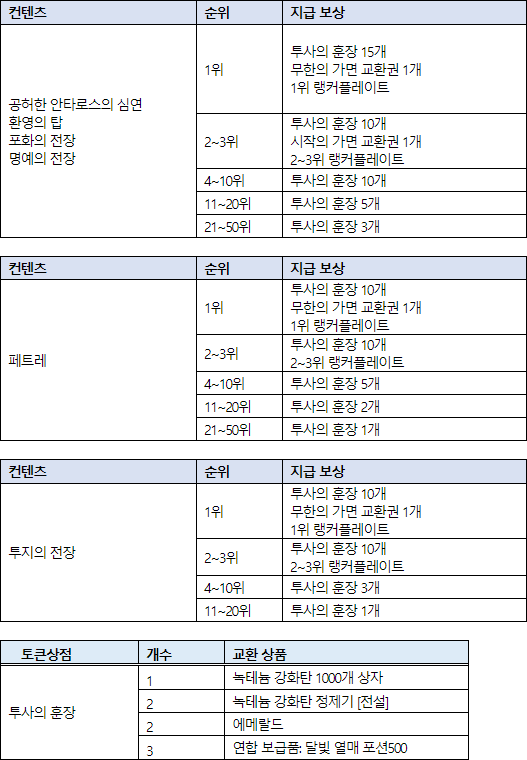 컨텐츠 순위 지급 보상
공허한 안타로스의 심연
환영의 탑
포화의 전장
명예의 전장
1위
투사의 훈장 15개
무한의 가면 교환권 1개
1위 랭커플레이트
2~3위
투사의 훈장 10개
시작의 가면 교환권 1개
2~3위 랭커플레이트
4~10위 투사의 훈장 10개
11~20위 투사의 훈장 5개
21~50위 투사의 훈장 3개
컨텐츠 순위 지급 보상
페트레
1위
투사의 훈장 10개
무한의 가면 교환권 1개
1위 랭커플레이트
2~3위
투사의 훈장 10개
2~3위 랭커플레이트
4~10위 투사의 훈장 5개
11~20위 투사의 훈장 2개
21~50위 투사의 훈장 1개
컨텐츠 순위 지급 보상
투지의 전장
1위
투사의 훈장 10개
무한의 가면 교환권 1개
1위 랭커플레이트
2~3위
투사의 훈장 10개
2~3위 랭커플레이트
4~10위 투사의 훈장 3개
11~20위 투사의 훈장 1개
토큰상점 개수 교환 상품
투사의 훈장
1 녹테늄 강화탄 1000개 상자
2 녹테늄 강화탄 정제기 [전설]
2 에메랄드
3 연합 보급품: 달빛 열매 포션500